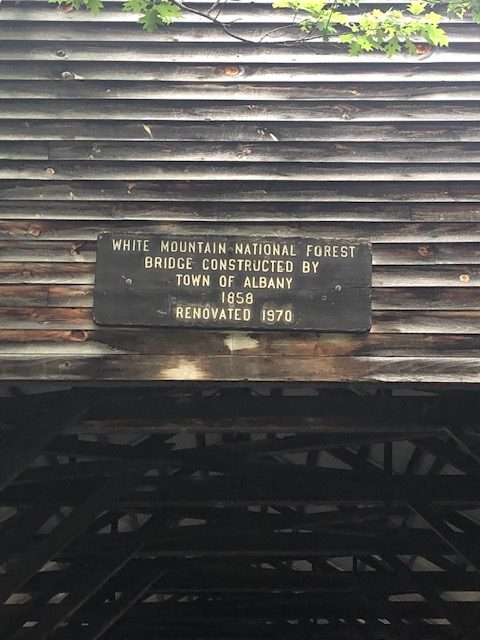 WHITE MOUNTAIN NATIONAL FOREST
BRIDGE CONSTRUCTED BY
TOWN OF ALBANY
1858
RENOVATED 1970